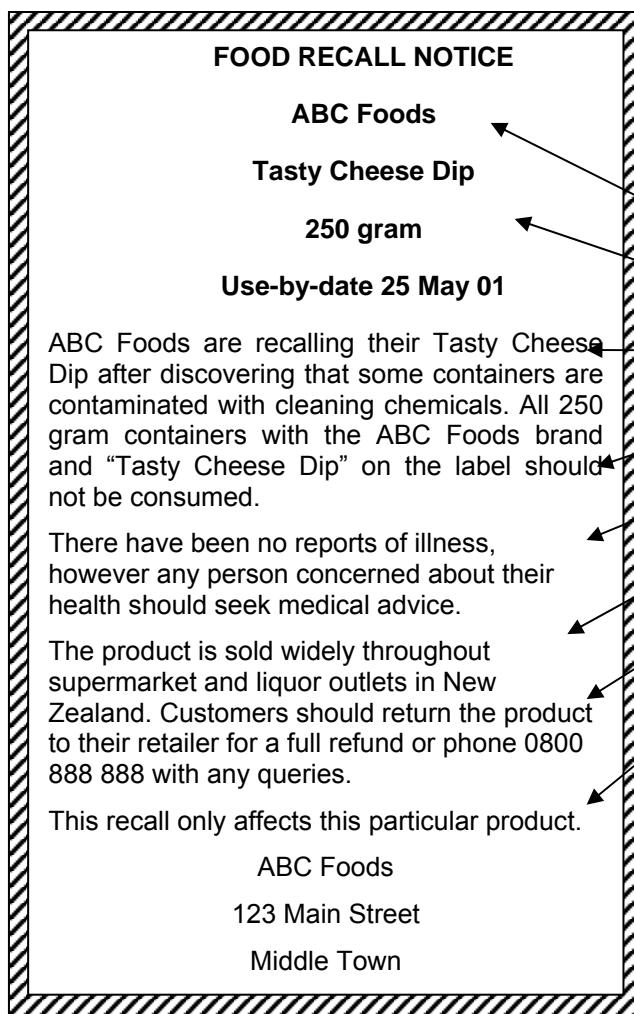 FOOD RECALL NOTICE
ABC Foods
Tasty Cheese Dip
250 gram
Use-by-date 25 May 01
ABC Foods are recalling their Tasty Cheese
Dip after discovering that some containers are
contaminated with cleaning chemicals. All 250
gram containers with the ABC Foods brand
and “Tasty Cheese Dip” on the label should
not be consumed.
There have been no reports of illness,
however any person concerned about their
health should seek medical advice.
The product is sold widely throughout
supermarket and liquor outlets in New
Zealand. Customers should return the product
to their retailer for a full refund or phone 0800
888 888 with any queries.
This recall only affects this particular product.
ABC Foods
123 Main Street
Middle Town